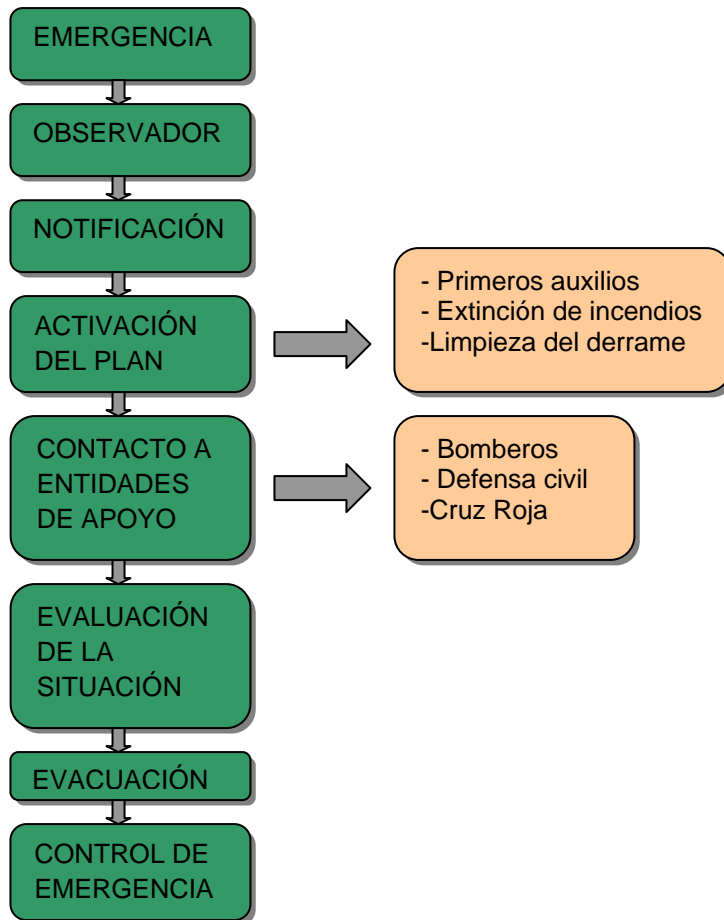 EMERGENCIA
OBSERVADOR
NOTIFICACIÓN
ACTIVACIÓN
DEL PLAN
- Primeros auxilios
- Extinción de incendios
-Limpieza del derrame
CONTACTO A
ENTIDADES
DE APOYO
- Bomberos
- Defensa civil
-Cruz Roja
EVALUACIÓN
DE LA
SITUACIÓN
EVACUACIÓN
CONTROL DE
EMERGENCIA